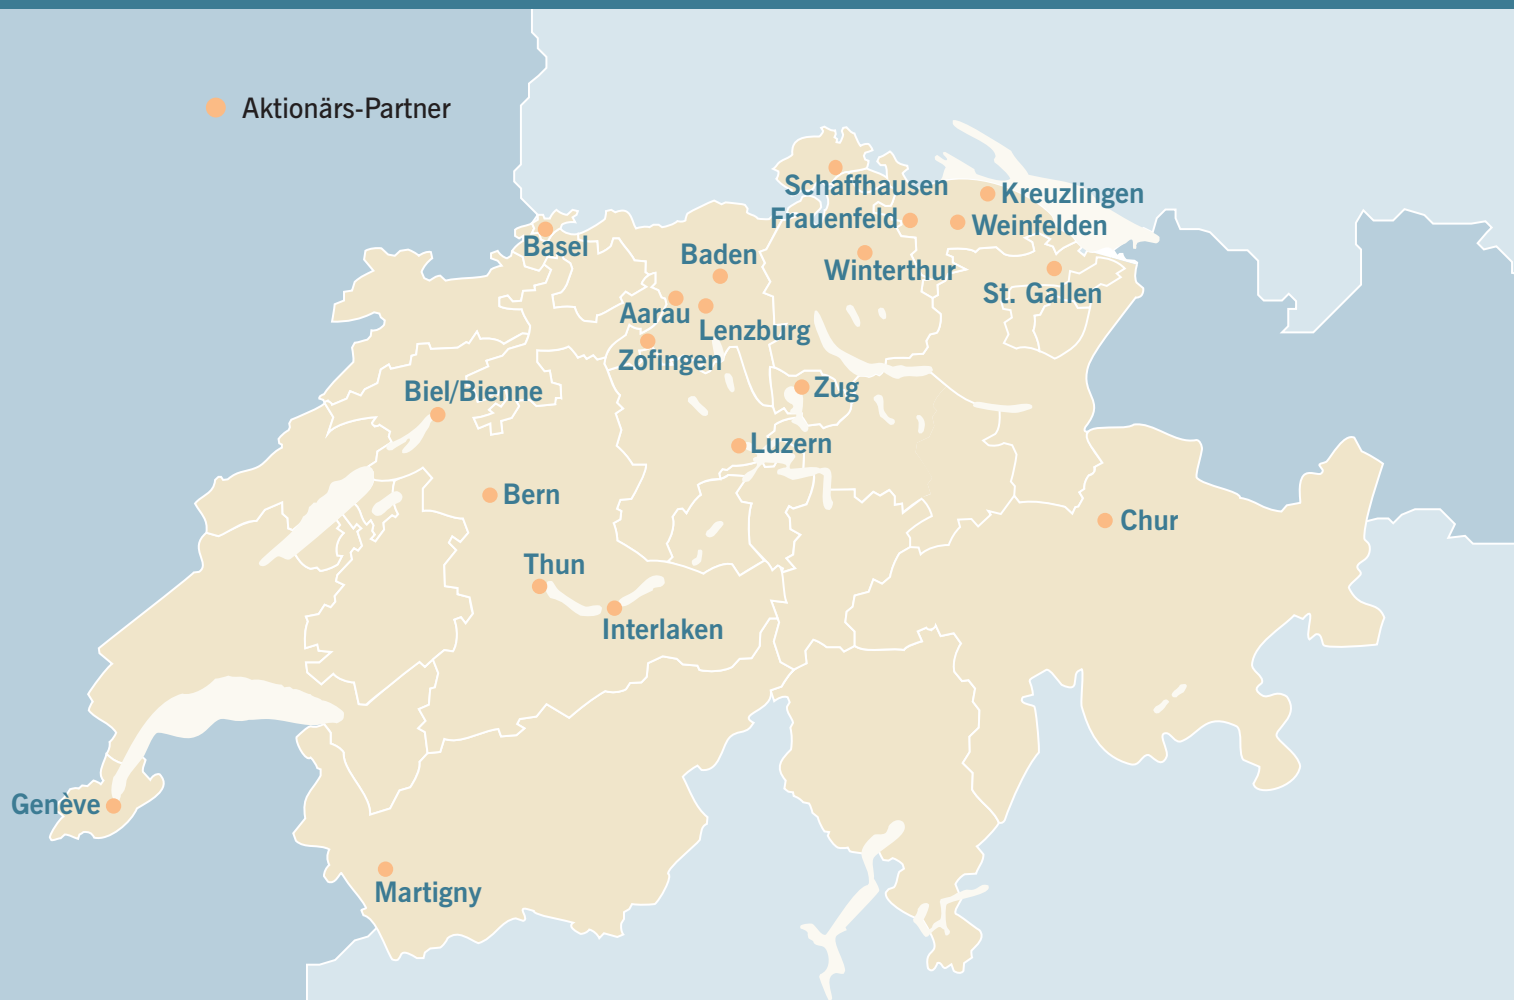 Aktionärs-Partner
Schaffhausen
Kreuzlingen
Frauenfeld
Weinfelden
Basel
Baden
Winterthur
St. Gallen
Aarau
Lenzburg
Zofingen
Biel/Bienne
Zug
Luzern
Bern
Chur
Thun
Interlaken
Genève
Martigny